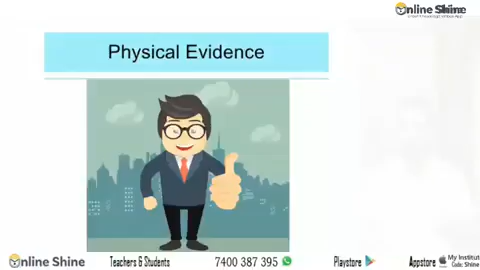 Online Shine
Physical Evidence
Online Shine
Teachers & Students
7400 387 395
Playstore
Appstore
My Institute
Code: Shine